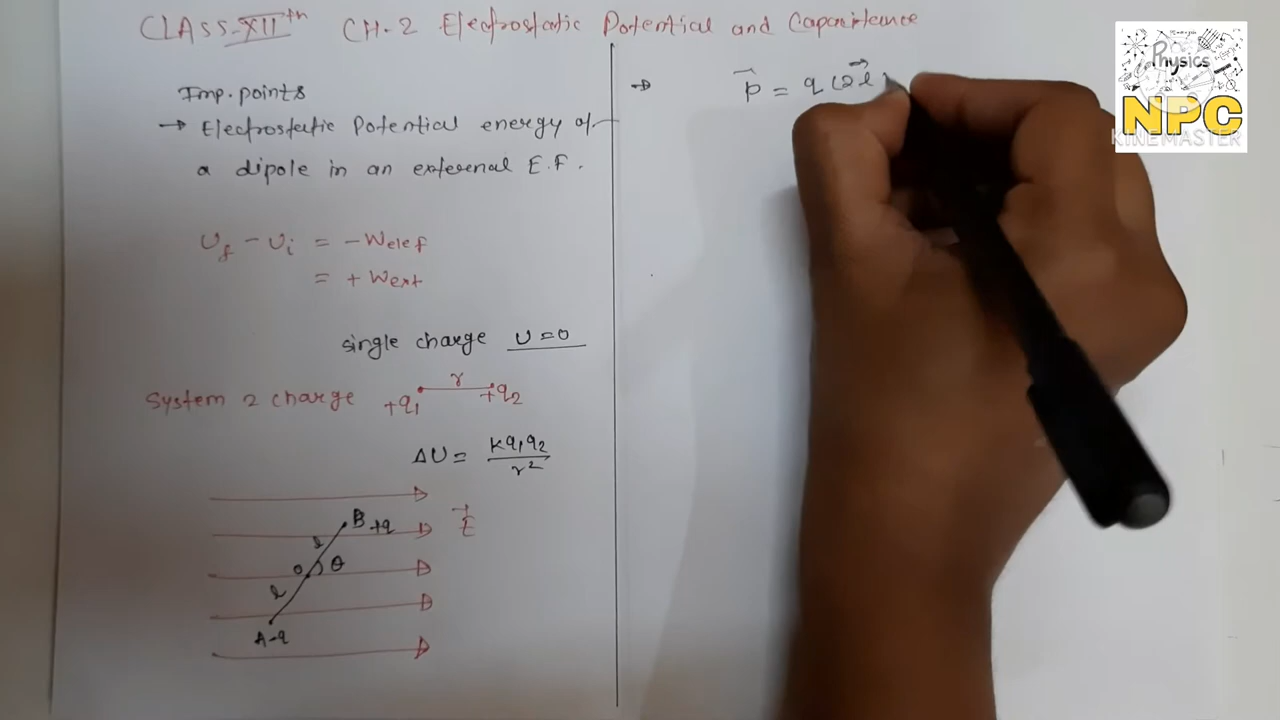 CLASS-XIIth CH-2 Electrostatic Potential and Capacitance
Imp. points
→ Electrostatic Potential energy of
a dipole in an external E.F.
Uf - Ui = -Welef
= + Wext
single charge U=0
System 2 charge +q1 r +q2
ΔU = Kq1q2/r²
B +q
E⃗
l
O θ
l
A -q
→ p⃗ = q (2l⃗)
Physics
NPC
KINEMASTER